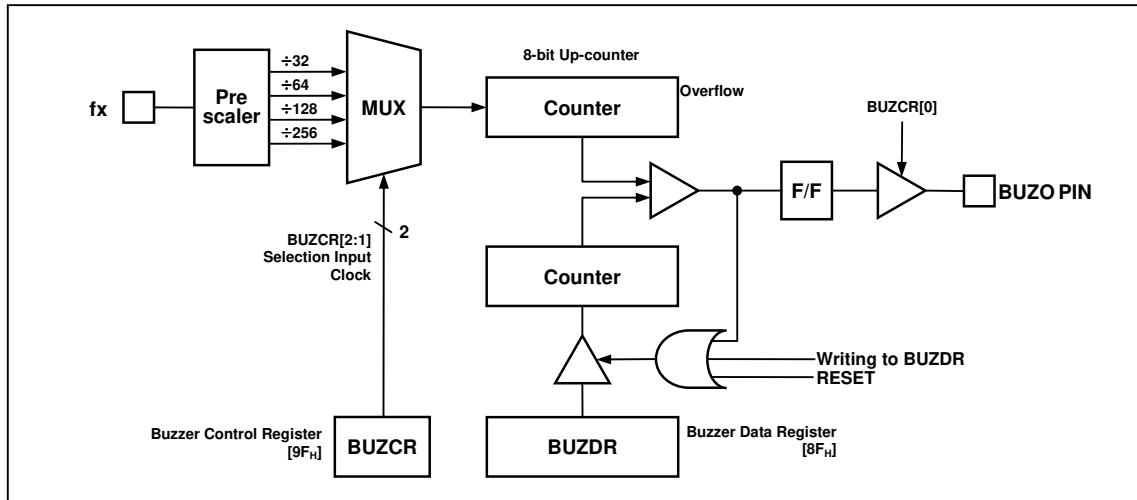 fx
Pre
scaler
÷32
÷64
÷128
÷256
MUX
8-bit Up-counter
Counter
Overflow
BUZCR[0]
F/F
BUZO PIN
2
BUZCR[2:1]
Selection Input
Clock
Counter
Writing to BUZDR
RESET
Buzzer Control Register
[9FH]
BUZCR
BUZDR
Buzzer Data Register
[8FH]